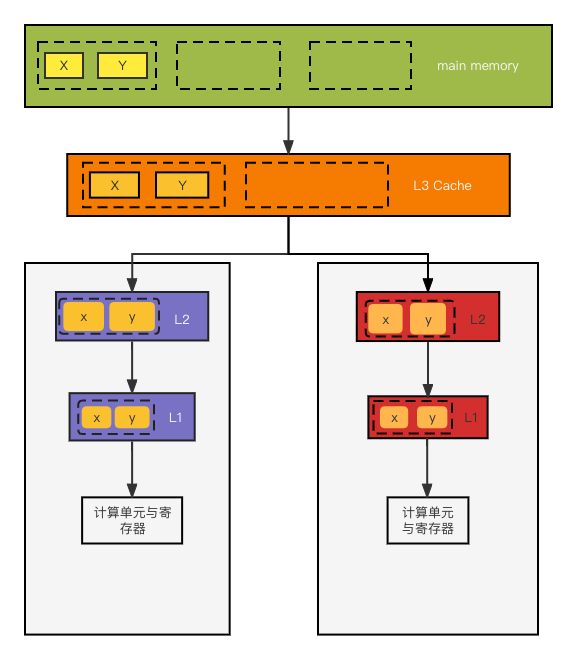 X Y main memory
X Y L3 Cache
x y L2
x y L1
计算单元与寄
存器
x y L2
x y L1
计算单元
与寄存器